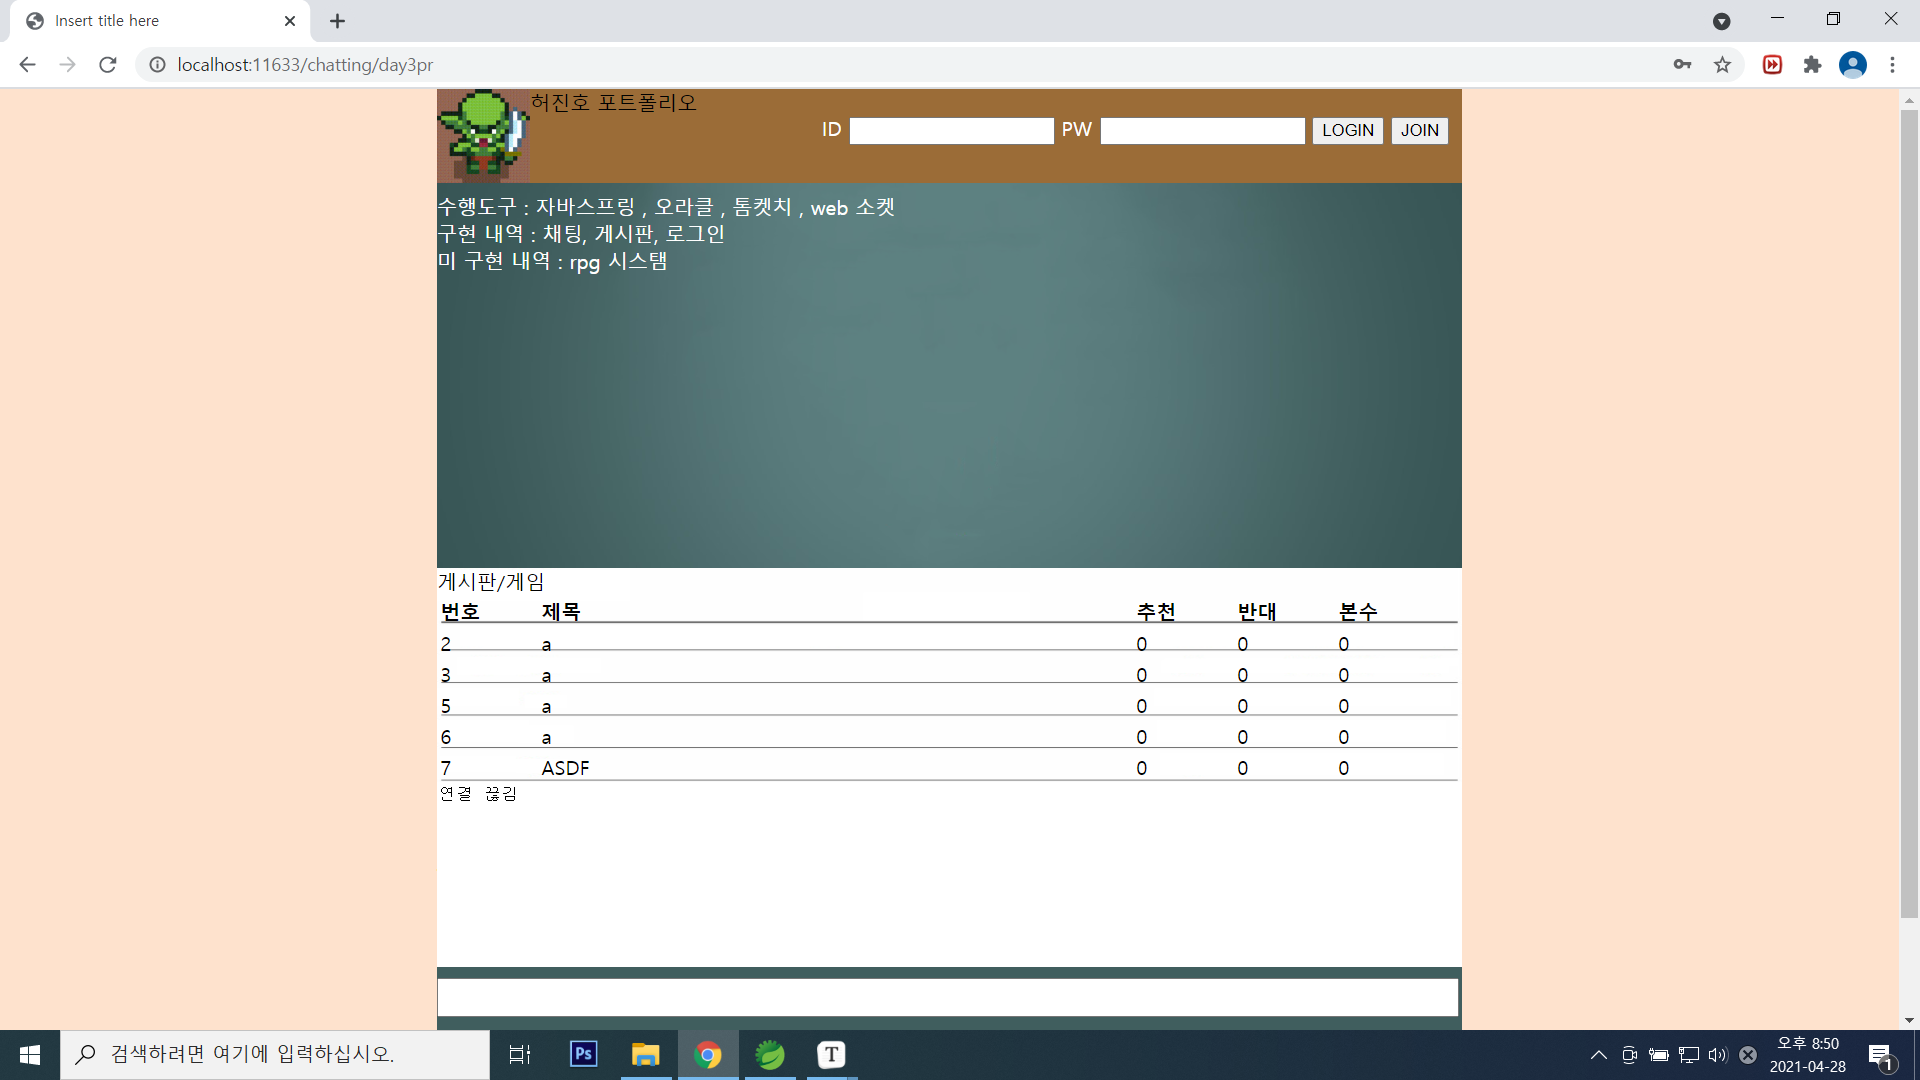 Insert title here
localhost:11633/chatting/day3pr
허진호 포트폴리오
ID PW LOGIN JOIN
수행도구 : 자바스프링 , 오라클 , 톰켓치 , web 소켓
구현 내역 : 채팅, 게시판, 로그인
미 구현 내역 : rpg 시스탬
게시판/게임
번호 제목 추천 반대 본수
2 a 0 0 0
3 a 0 0 0
5 a 0 0 0
6 a 0 0 0
7 ASDF 0 0 0
연결 끊김
검색하려면 여기에 입력하십시오.
Ps
T
오후 8:50
2021-04-28
1